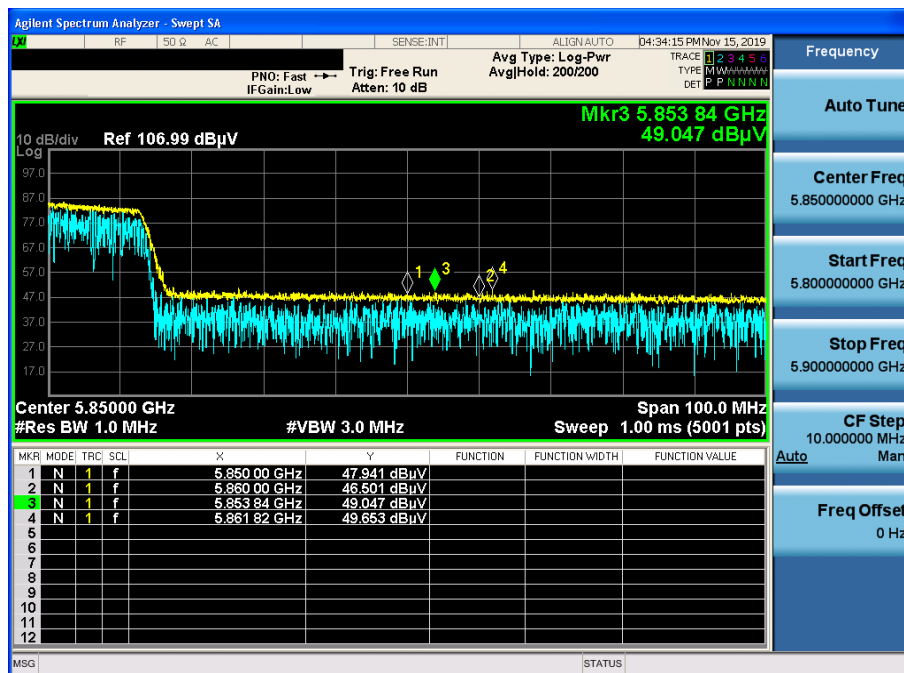 Agilent Spectrum Analyzer - Swept SA
LXI RF 50 Ω AC SENSE:INT ALIGN AUTO 04:34:15 PM Nov 15, 2019
Frequency
PNO: Fast
IFGain:Low
Trig: Free Run
Atten: 10 dB
Avg Type: Log-Pwr
Avg|Hold: 200/200
TRACE 1 2 3 4 5 6
TYPE M WWWWW
DET P P N N N N
Mkr3 5.853 84 GHz
49.047 dBµV
10 dB/div Ref 106.99 dBµV
Log
97.0
87.0
77.0
67.0
57.0
47.0
37.0
27.0
17.0
1
3
2
4
Center 5.85000 GHz Span 100.0 MHz
#Res BW 1.0 MHz #VBW 3.0 MHz Sweep 1.00 ms (5001 pts)
MKR MODE TRC SCL X Y FUNCTION FUNCTION WIDTH FUNCTION VALUE
1 N 1 f 5.850 00 GHz 47.941 dBµV
2 N 1 f 5.860 00 GHz 46.501 dBµV
3 N 1 f 5.853 84 GHz 49.047 dBµV
4 N 1 f 5.861 82 GHz 49.653 dBµV
5
6
7
8
9
10
11
12
MSG STATUS
Auto Tune
Center Freq
5.850000000 GHz
Start Freq
5.800000000 GHz
Stop Freq
5.900000000 GHz
CF Step
10.000000 MHz
Auto Man
Freq Offset
0 Hz